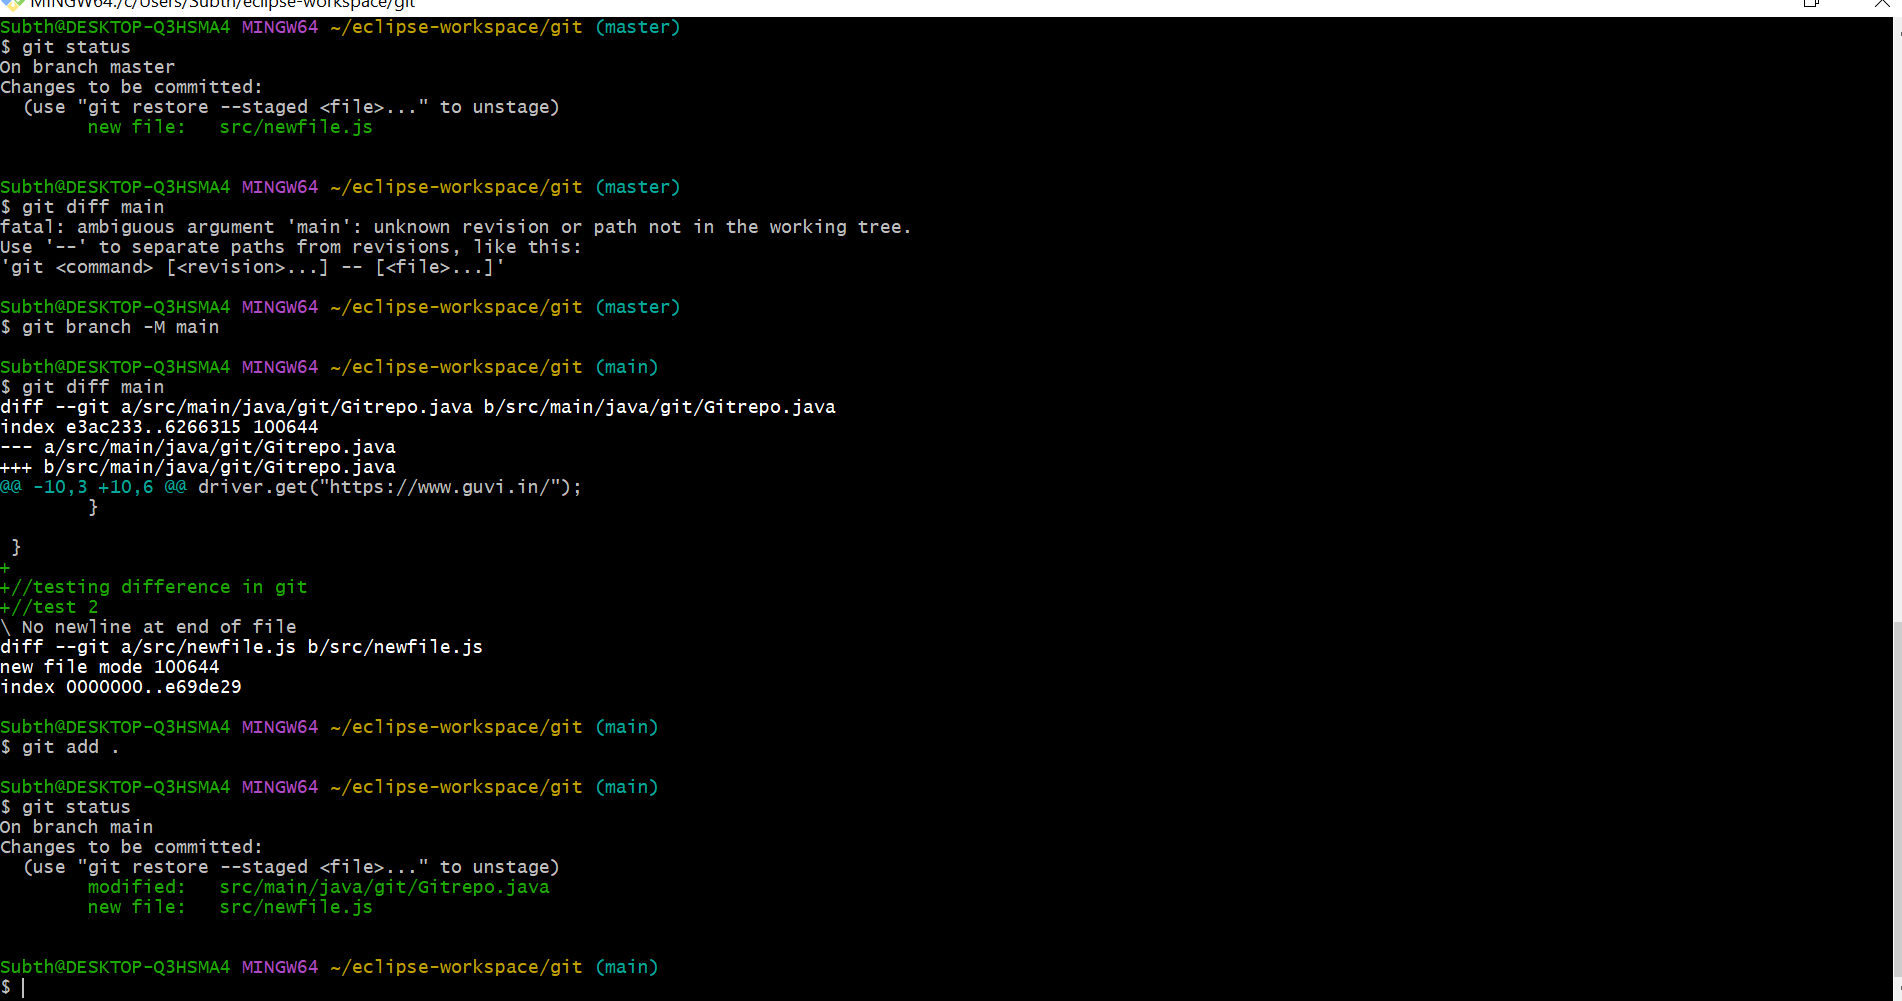 MINGW64:/c/Users/Subth/eclipse-workspace/git
Subth@DESKTOP-Q3HSMA4 MINGW64 ~/eclipse-workspace/git (master)
$ git status
On branch master
Changes to be committed:
  (use "git restore --staged <file>..." to unstage)
        new file:   src/newfile.js

Subth@DESKTOP-Q3HSMA4 MINGW64 ~/eclipse-workspace/git (master)
$ git diff main
fatal: ambiguous argument 'main': unknown revision or path not in the working tree.
Use '--' to separate paths from revisions, like this:
'git <command> [<revision>...] -- [<file>...]'

Subth@DESKTOP-Q3HSMA4 MINGW64 ~/eclipse-workspace/git (master)
$ git branch -M main

Subth@DESKTOP-Q3HSMA4 MINGW64 ~/eclipse-workspace/git (main)
$ git diff main
diff --git a/src/main/java/git/Gitrepo.java b/src/main/java/git/Gitrepo.java
index e3ac233..6266315 100644
--- a/src/main/java/git/Gitrepo.java
+++ b/src/main/java/git/Gitrepo.java
@@ -10,3 +10,6 @@ driver.get("https://www.guvi.in/");
        }

 }
+
+//testing difference in git
+//test 2
\ No newline at end of file
diff --git a/src/newfile.js b/src/newfile.js
new file mode 100644
index 0000000..e69de29

Subth@DESKTOP-Q3HSMA4 MINGW64 ~/eclipse-workspace/git (main)
$ git add .

Subth@DESKTOP-Q3HSMA4 MINGW64 ~/eclipse-workspace/git (main)
$ git status
On branch main
Changes to be committed:
  (use "git restore --staged <file>..." to unstage)
        modified:   src/main/java/git/Gitrepo.java
        new file:   src/newfile.js

Subth@DESKTOP-Q3HSMA4 MINGW64 ~/eclipse-workspace/git (main)
$